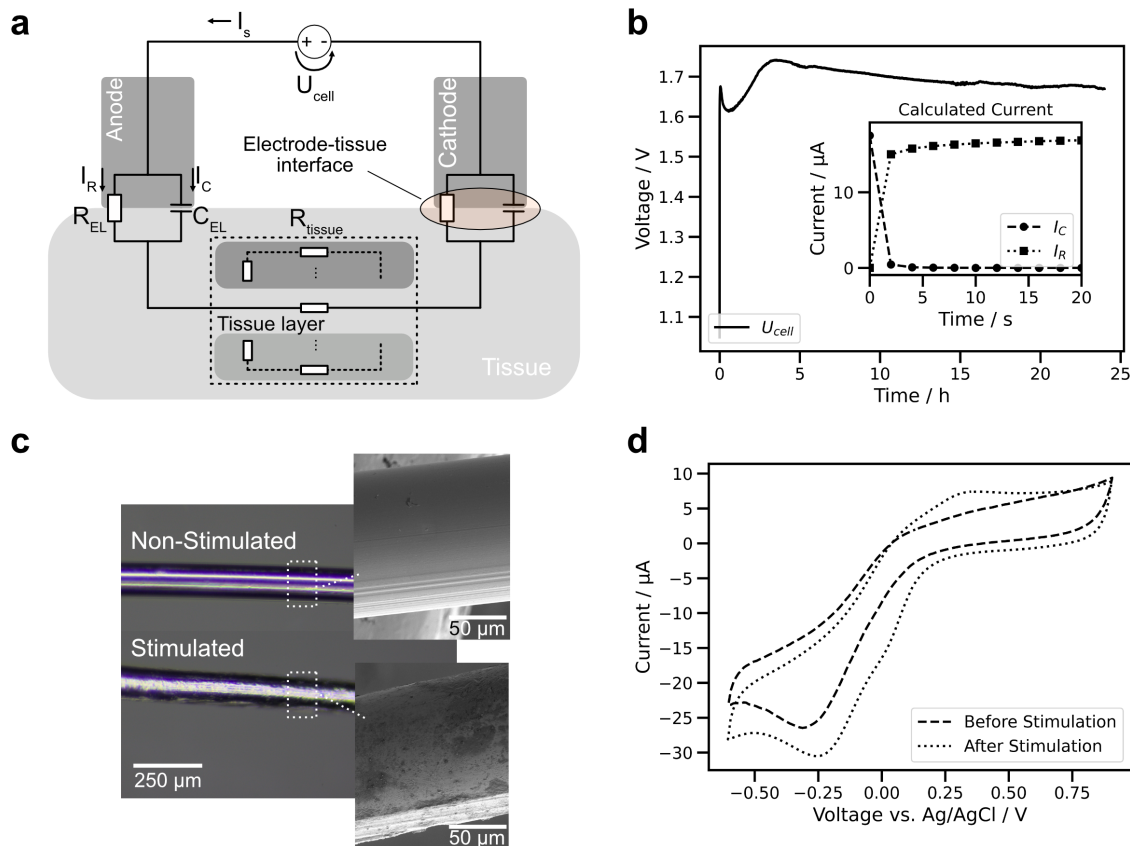 a
I_s
+ -
U_cell
Anode
Cathode
Electrode-tissue
interface
I_R
I_C
R_EL
C_EL
R_tissue
Tissue layer
Tissue
b
1.7
1.6
1.5
1.4
1.3
1.2
1.1
Voltage / V
0 5 10 15 20 25
Time / h
U_cell
Calculated Current
Current / µA
10
0
I_C
I_R
0 5 10 15 20
Time / s
c
Non-Stimulated
50 µm
Stimulated
250 µm
50 µm
d
10
5
0
−5
−10
−15
−20
−25
−30
Current / µA
Before Stimulation
After Stimulation
−0.50 −0.25 0.00 0.25 0.50 0.75
Voltage vs. Ag/AgCl / V